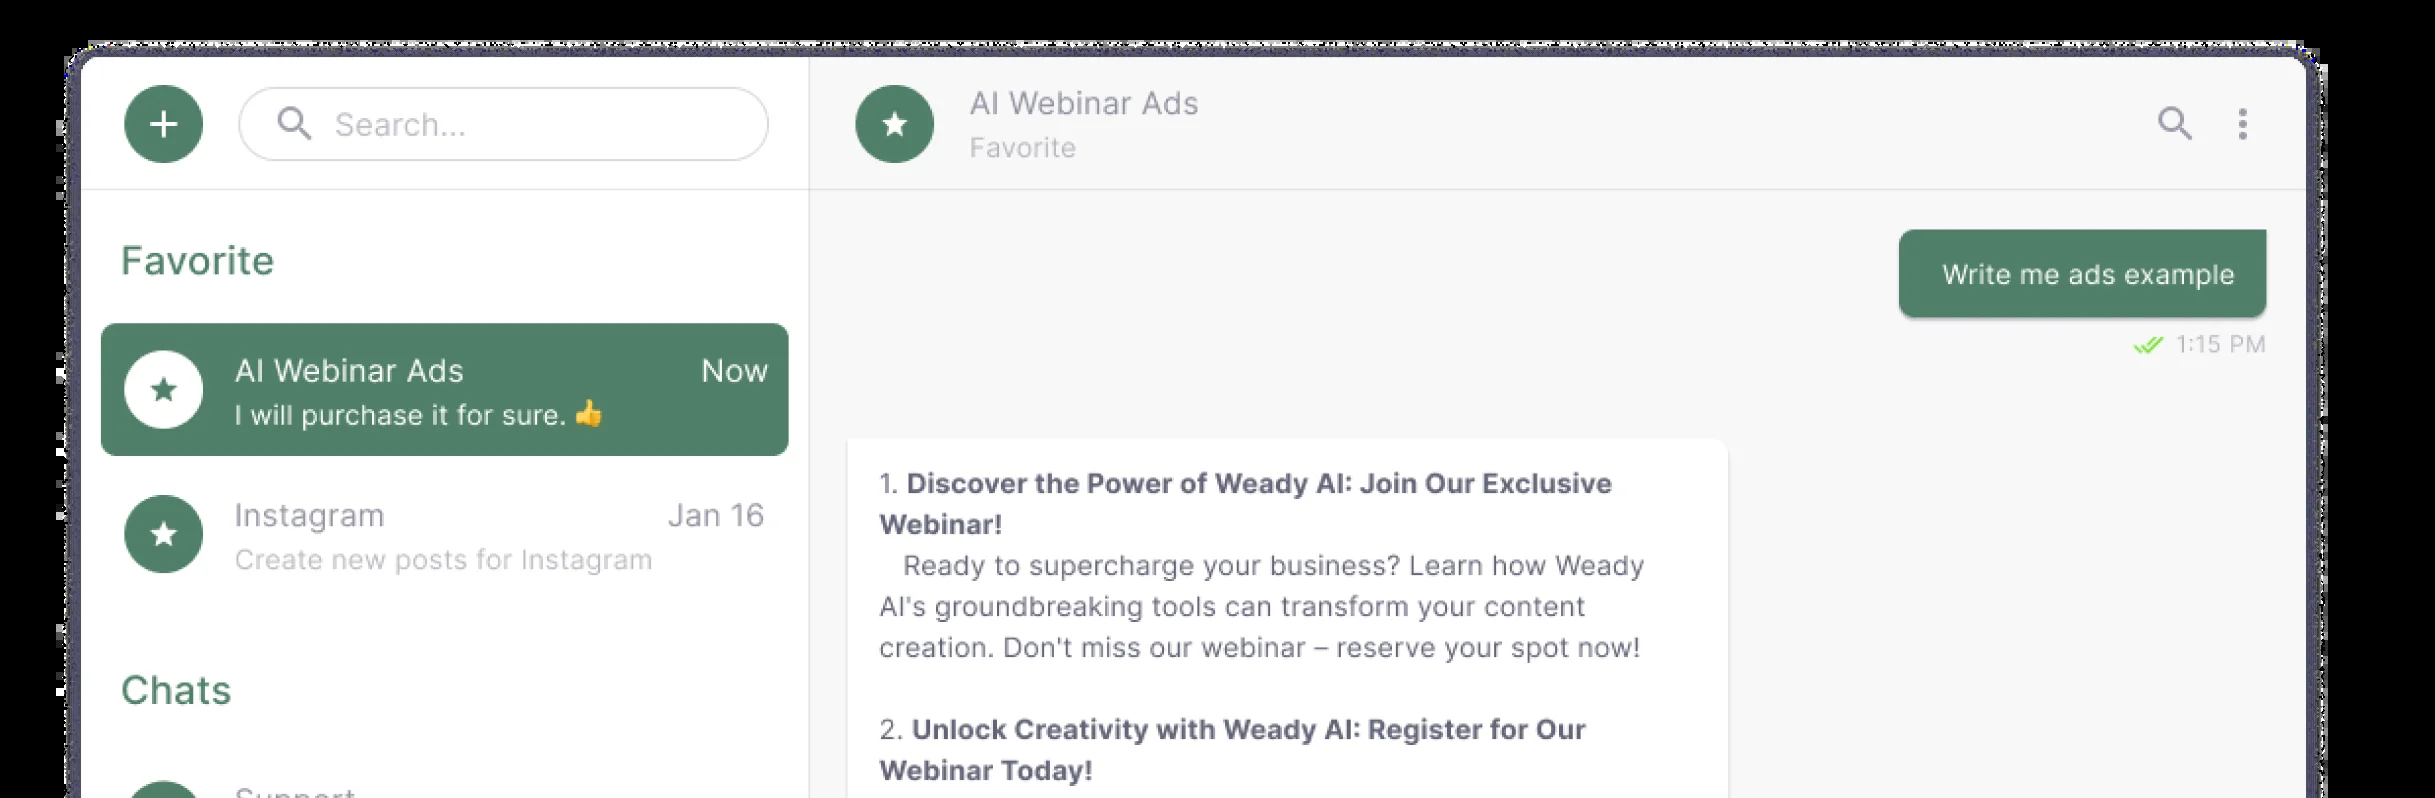 Search...
Favorite
AI Webinar Ads
Now
I will purchase it for sure. 👍
Instagram
Jan 16
Create new posts for Instagram
Chats
Support
AI Webinar Ads
Favorite
Write me ads example
1:15 PM
1. Discover the Power of Weady AI: Join Our Exclusive
Webinar!
Ready to supercharge your business? Learn how Weady
AI's groundbreaking tools can transform your content
creation. Don't miss our webinar – reserve your spot now!
2. Unlock Creativity with Weady AI: Register for Our
Webinar Today!